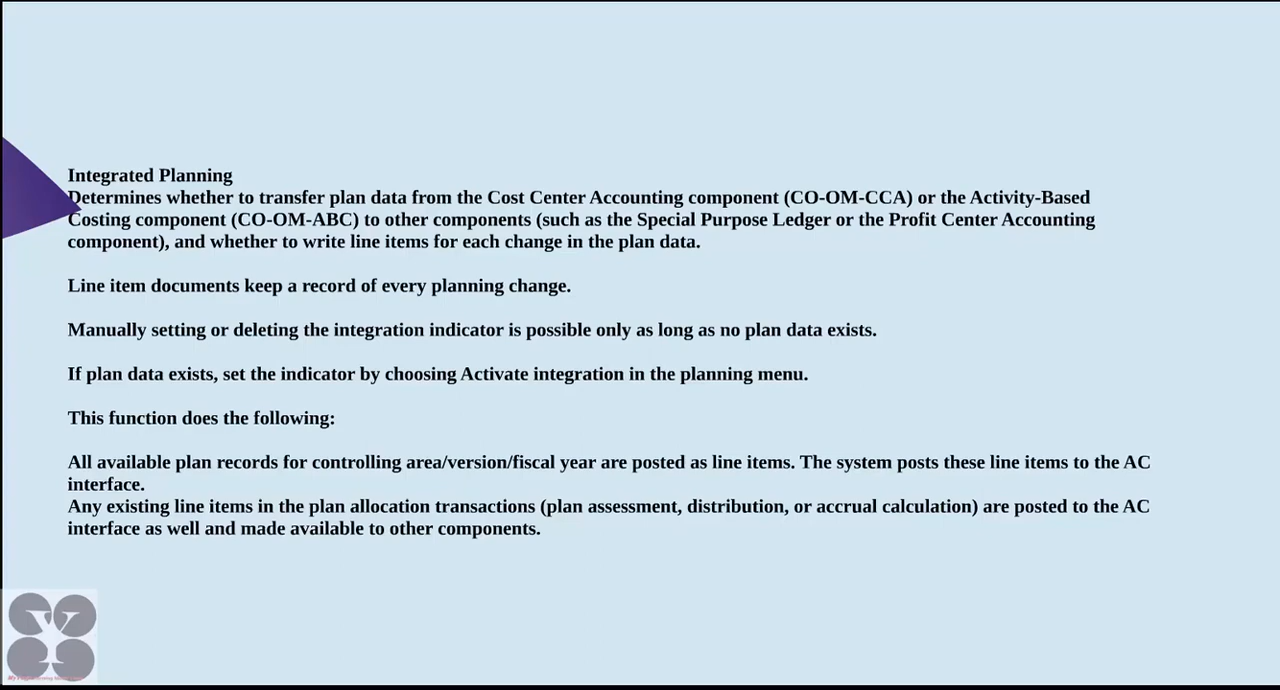 Integrated Planning
Determines whether to transfer plan data from the Cost Center Accounting component (CO-OM-CCA) or the Activity-Based
Costing component (CO-OM-ABC) to other components (such as the Special Purpose Ledger or the Profit Center Accounting
component), and whether to write line items for each change in the plan data.
Line item documents keep a record of every planning change.
Manually setting or deleting the integration indicator is possible only as long as no plan data exists.
If plan data exists, set the indicator by choosing Activate integration in the planning menu.
This function does the following:
All available plan records for controlling area/version/fiscal year are posted as line items. The system posts these line items to the AC
interface.
Any existing line items in the plan allocation transactions (plan assessment, distribution, or accrual calculation) are posted to the AC
interface as well and made available to other components.